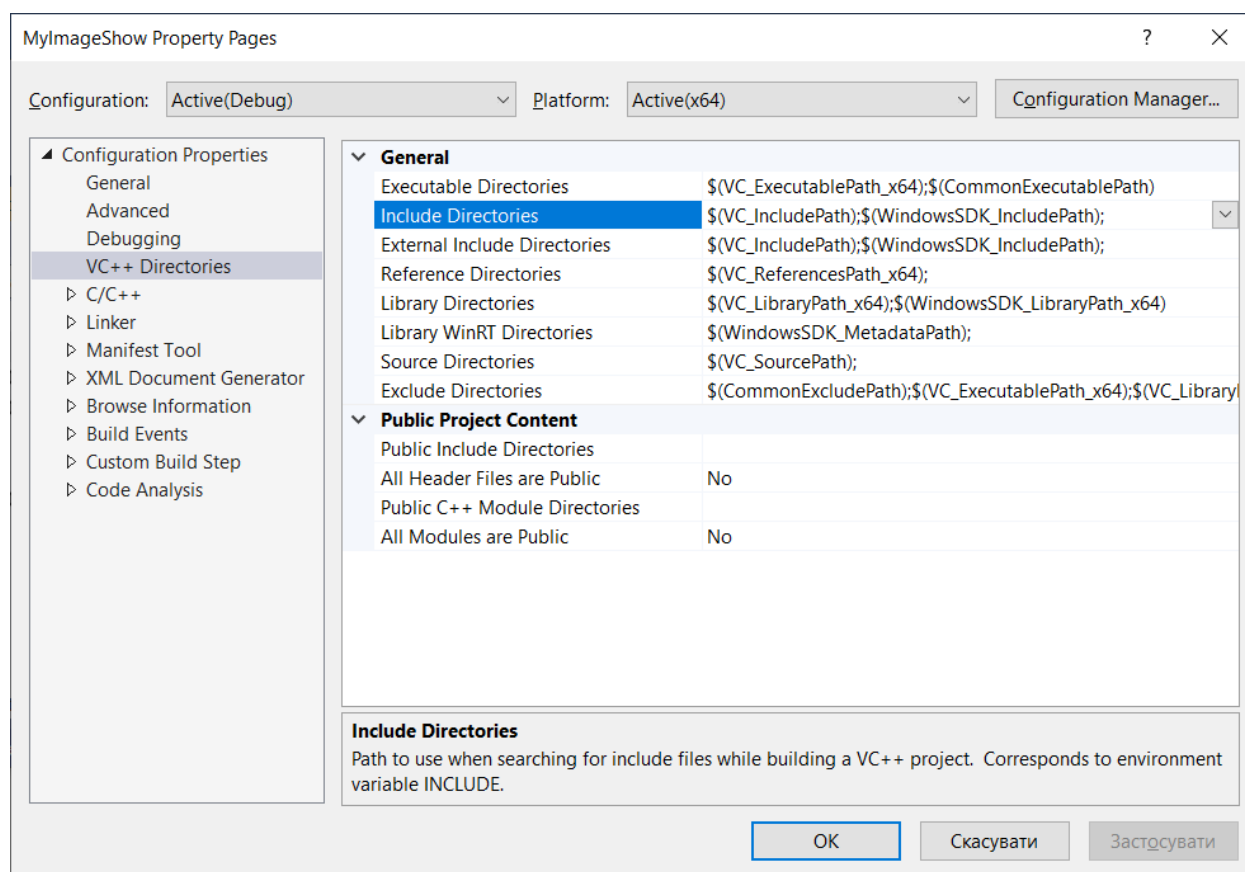 MyImageShow Property Pages ?
Configuration: Active(Debug) Platform: Active(x64) Configuration Manager...
Configuration Properties
General
Advanced
Debugging
VC++ Directories
C/C++
Linker
Manifest Tool
XML Document Generator
Browse Information
Build Events
Custom Build Step
Code Analysis
General
Executable Directories $(VC_ExecutablePath_x64);$(CommonExecutablePath)
Include Directories $(VC_IncludePath);$(WindowsSDK_IncludePath);
External Include Directories $(VC_IncludePath);$(WindowsSDK_IncludePath);
Reference Directories $(VC_ReferencesPath_x64);
Library Directories $(VC_LibraryPath_x64);$(WindowsSDK_LibraryPath_x64)
Library WinRT Directories $(WindowsSDK_MetadataPath);
Source Directories $(VC_SourcePath);
Exclude Directories $(CommonExcludePath);$(VC_ExecutablePath_x64);$(VC_Library
Public Project Content
Public Include Directories
All Header Files are Public No
Public C++ Module Directories
All Modules are Public No
Include Directories
Path to use when searching for include files while building a VC++ project. Corresponds to environment
variable INCLUDE.
OK Скасувати Застосувати